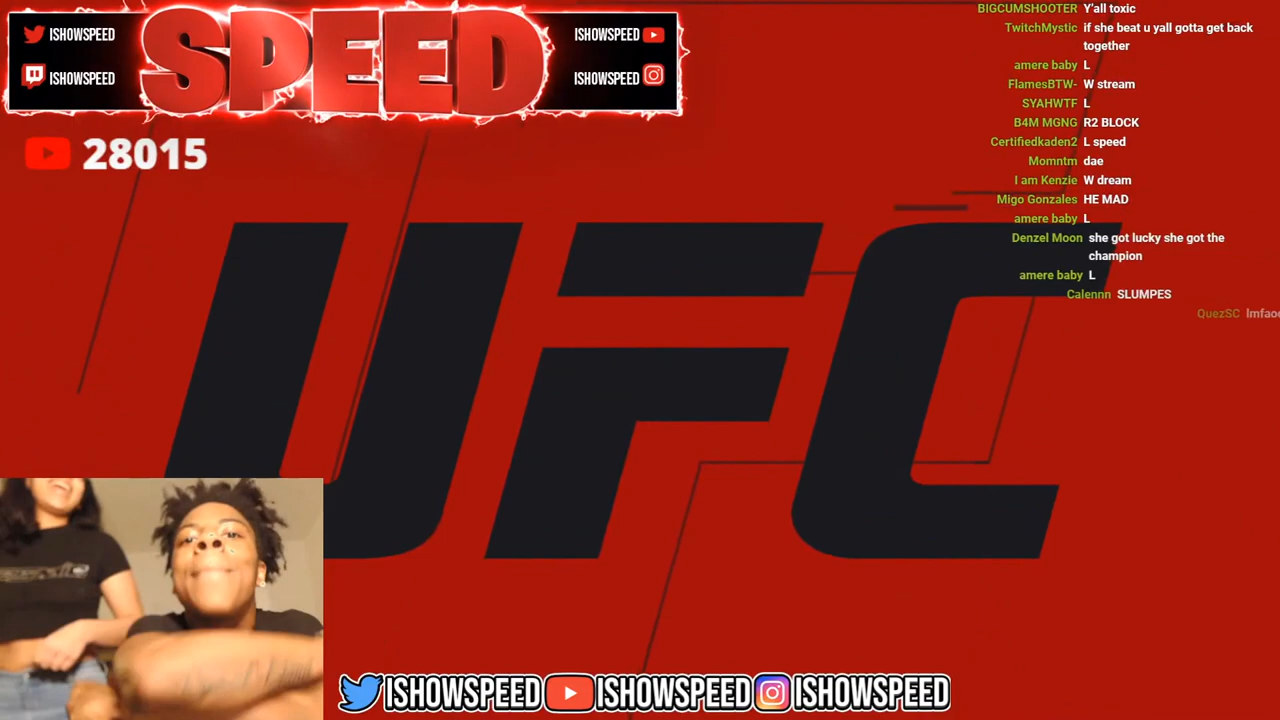 ISHOWSPEED
ISHOWSPEED
SPEED
ISHOWSPEED
ISHOWSPEED
28015
UFC
BIGCUMSHOOTER Y'all toxic
TwitchMystic if she beat u yall gotta get back
together
amere baby L
FlamesBTW- W stream
SYAHWTF L
B4M MGNG R2 BLOCK
Certifiedkaden2 L speed
Momntm dae
I am Kenzie W dream
Migo Gonzales HE MAD
amere baby L
Denzel Moon she got lucky she got the
champion
amere baby L
Calennn SLUMPES
QuezSC lmfao
ISHOWSPEED ISHOWSPEED ISHOWSPEED